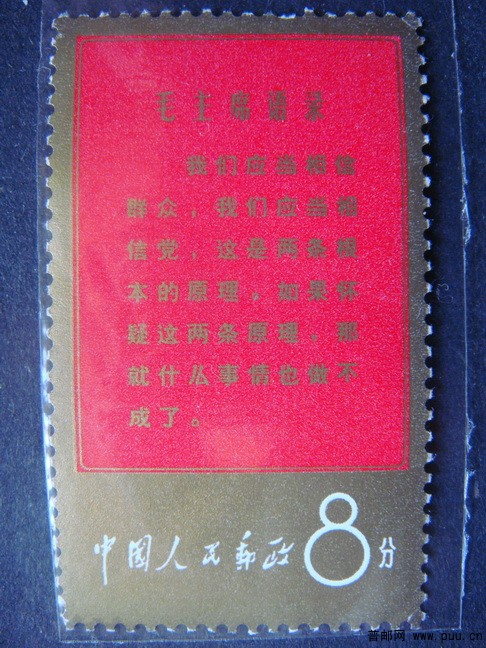 毛主席语录
我们应当相信
群众，我们应当相
信党，这是两条根
本的原理。如果怀
疑这两条原理，那
就什么事情也做不
成了。
中国人民邮政 8分
普邮网 www.puu.cn